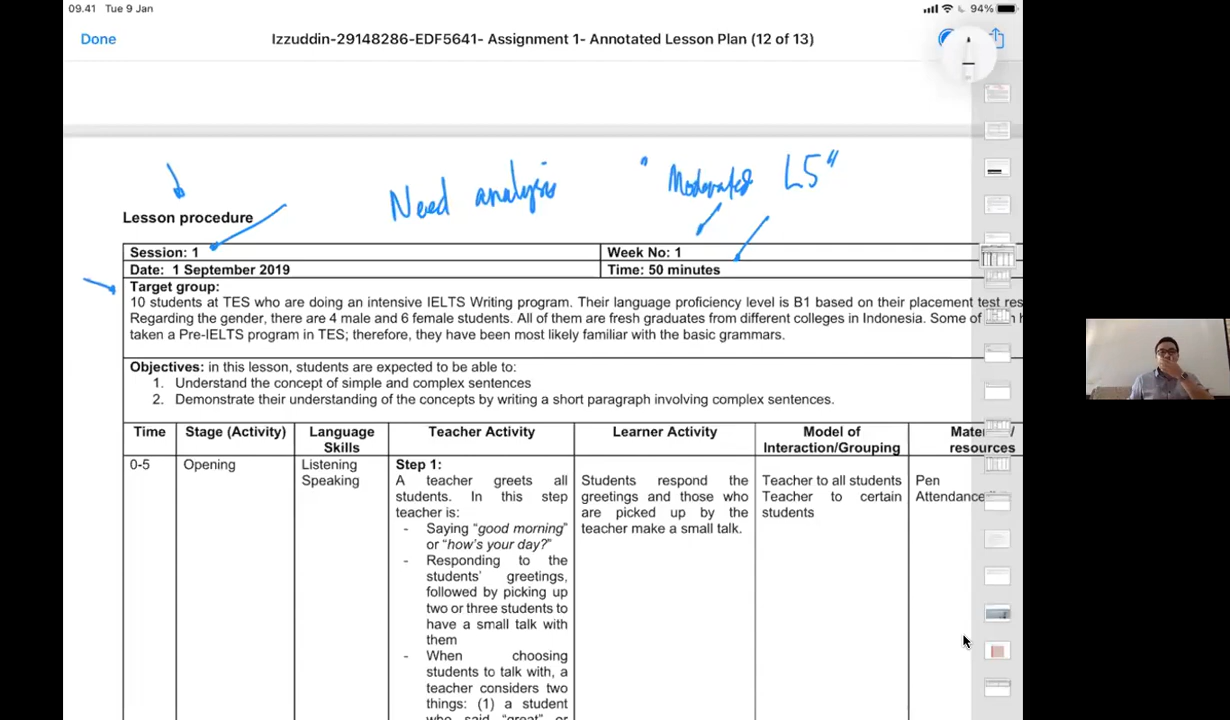 09.41 Tue 9 Jan
94%
Done
Izzuddin-29148286-EDF5641- Assignment 1- Annotated Lesson Plan (12 of 13)
Need analysis
" Moderated L5"
Lesson procedure
Session: 1
Week No: 1
Date: 1 September 2019
Time: 50 minutes
Target group:
10 students at TES who are doing an intensive IELTS Writing program. Their language proficiency level is B1 based on their placement test res
Regarding the gender, there are 4 male and 6 female students. All of them are fresh graduates from different colleges in Indonesia. Some of
taken a Pre-IELTS program in TES; therefore, they have been most likely familiar with the basic grammars.
Objectives: in this lesson, students are expected to be able to:
1. Understand the concept of simple and complex sentences
2. Demonstrate their understanding of the concepts by writing a short paragraph involving complex sentences.
Time
Stage (Activity)
Language
Skills
Teacher Activity
Learner Activity
Model of
Interaction/Grouping
Mate /
resources
0-5
Opening
Listening
Speaking
Step 1:
A teacher greets all
students. In this step
teacher is:
- Saying "good morning"
or "how's your day?"
- Responding to the
students' greetings,
followed by picking up
two or three students to
have a small talk with
them
- When choosing
students to talk with, a
teacher considers two
things: (1) a student
who said "great" or
Students respond the
greetings and those who
are picked up by the
teacher make a small talk.
Teacher to all students
Teacher to certain
students
Pen
Attendance